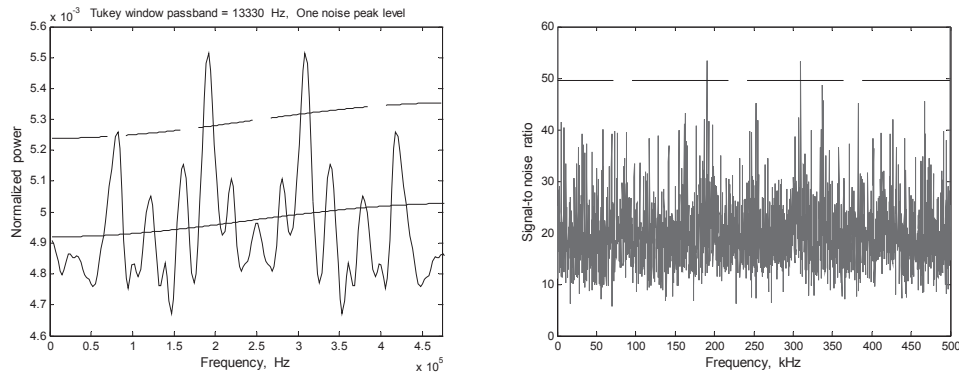 x 10⁻³ Tukey window passband = 13330 Hz, One noise peak level
5.6
5.5
5.4
5.3
5.2
5.1
5
4.9
4.8
4.7
4.6
Normalized power
0 0.5 1 1.5 2 2.5 3 3.5 4 4.5
Frequency, Hz
x 10⁵
60
50
40
30
20
10
0
Signal-to noise ratio
0 50 100 150 200 250 300 350 400 450 500
Frequency, kHz